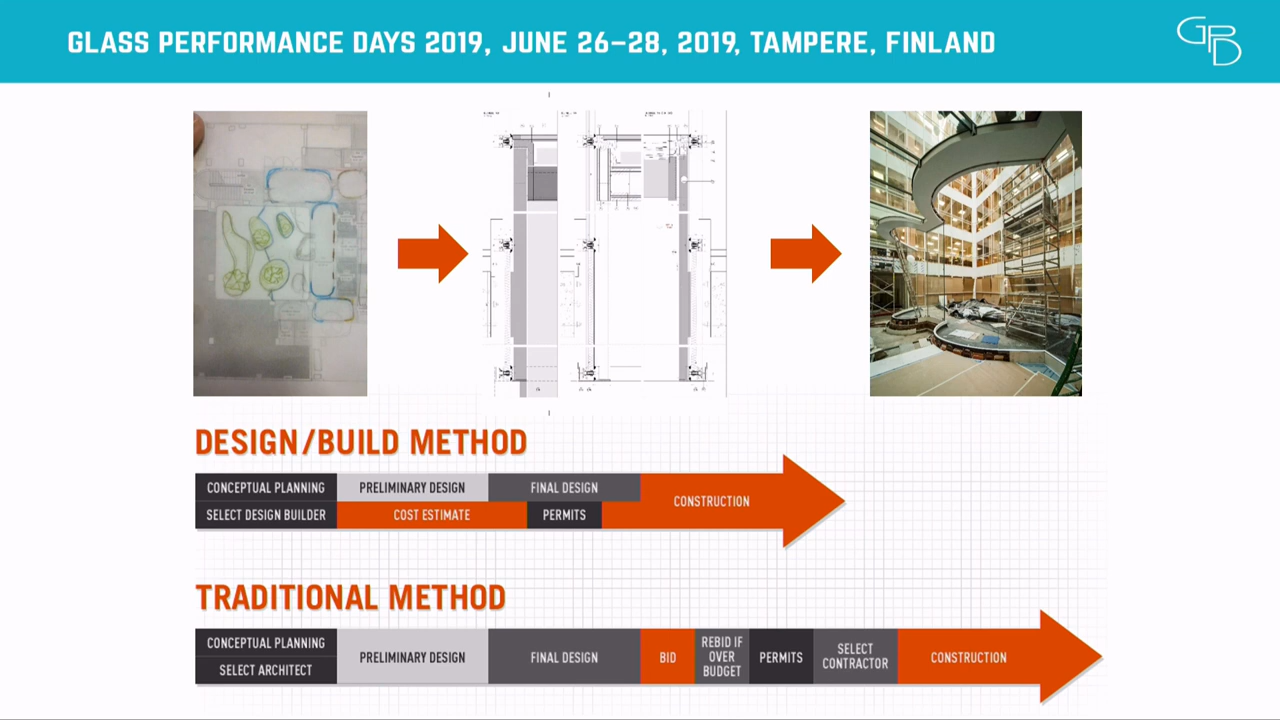 GLASS PERFORMANCE DAYS 2019, JUNE 26–28, 2019, TAMPERE, FINLAND
GPD
DESIGN/BUILD METHOD
CONCEPTUAL PLANNING
PRELIMINARY DESIGN
FINAL DESIGN
CONSTRUCTION
SELECT DESIGN BUILDER
COST ESTIMATE
PERMITS
TRADITIONAL METHOD
CONCEPTUAL PLANNING
SELECT ARCHITECT
PRELIMINARY DESIGN
FINAL DESIGN
BID
REBID IF
OVER
BUDGET
PERMITS
SELECT
CONTRACTOR
CONSTRUCTION